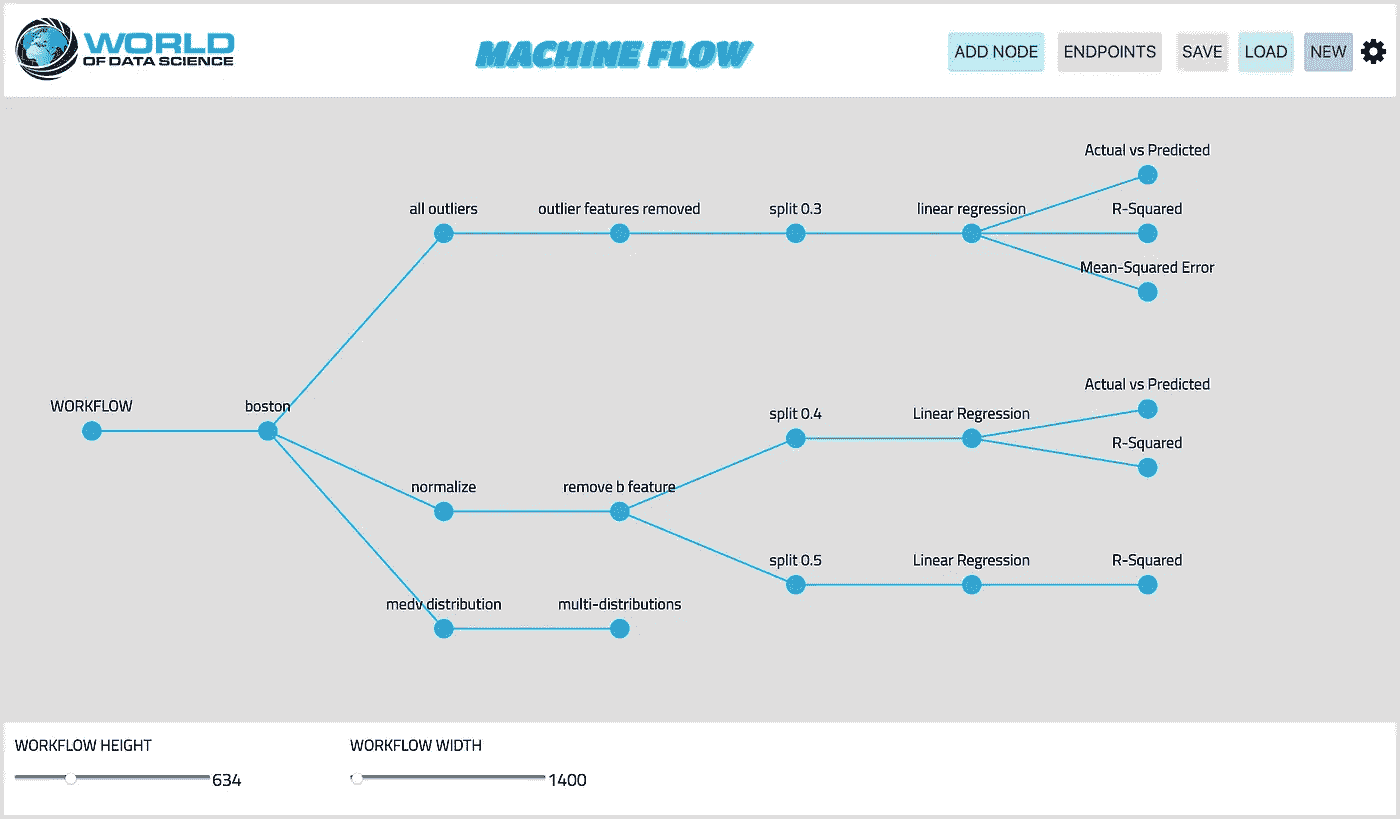 WORLD
OF DATA SCIENCE
MACHINE FLOW
ADD NODE
ENDPOINTS
SAVE
LOAD
NEW
Actual vs Predicted
all outliers
outlier features removed
split 0.3
linear regression
R-Squared
Mean-Squared Error
Actual vs Predicted
WORKFLOW
boston
split 0.4
Linear Regression
R-Squared
normalize
remove b feature
split 0.5
Linear Regression
R-Squared
medv distribution
multi-distributions
WORKFLOW HEIGHT
634
WORKFLOW WIDTH
1400